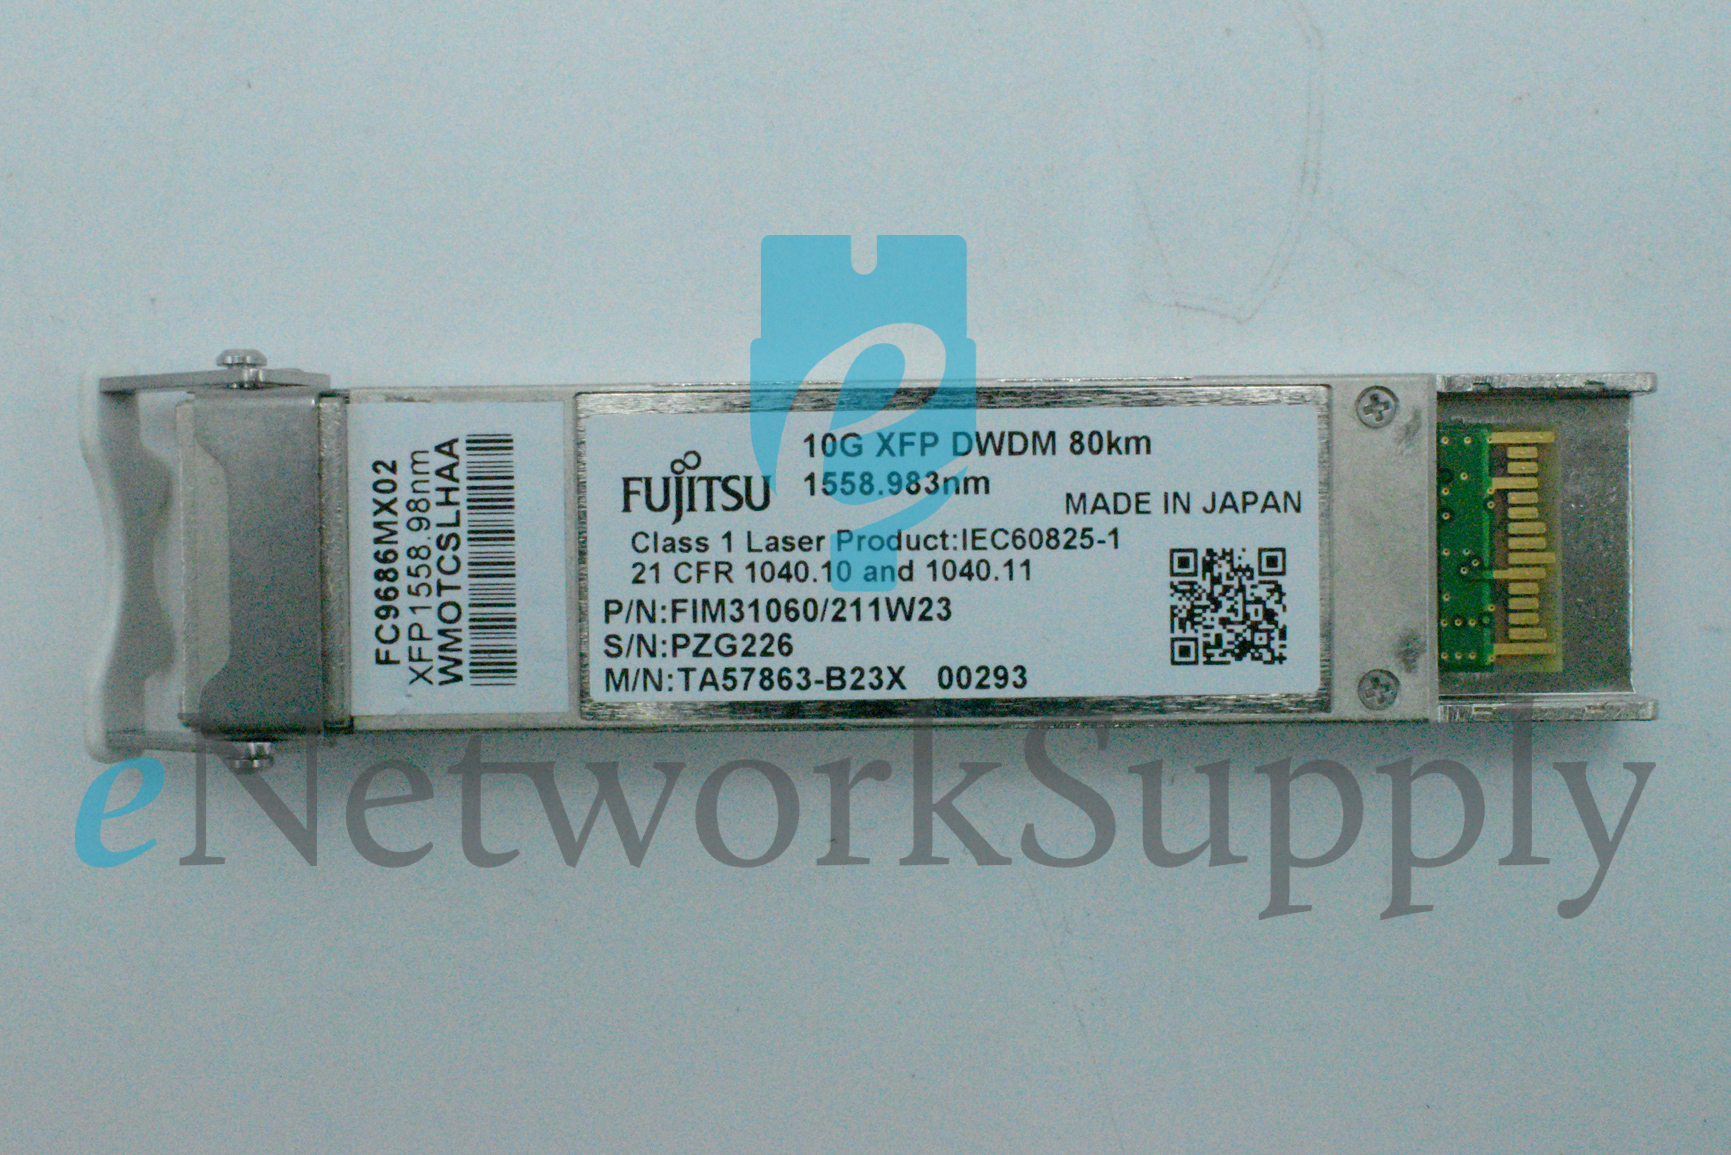 FC9686MX02
XFP1558.98nm
WMOTCSLHAA
FUJITSU
10G XFP DWDM 80km
1558.983nm
MADE IN JAPAN
Class 1 Laser Product:IEC60825-1
21 CFR 1040.10 and 1040.11
P/N:FIM31060/211W23
S/N:PZG226
M/N:TA57863-B23X 00293
e
eNetworkSupply